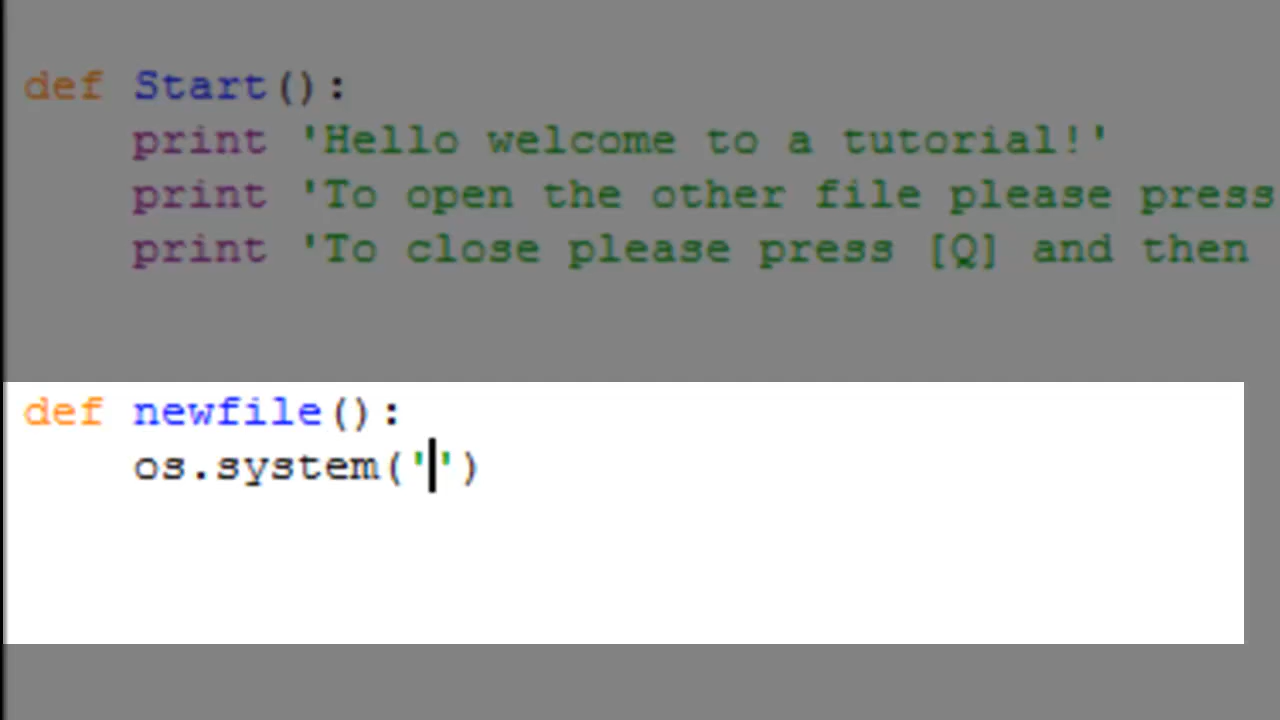 def Start():
print 'Hello welcome to a tutorial!'
print 'To open the other file please press
print 'To close please press [Q] and then
def newfile():
os.system('')